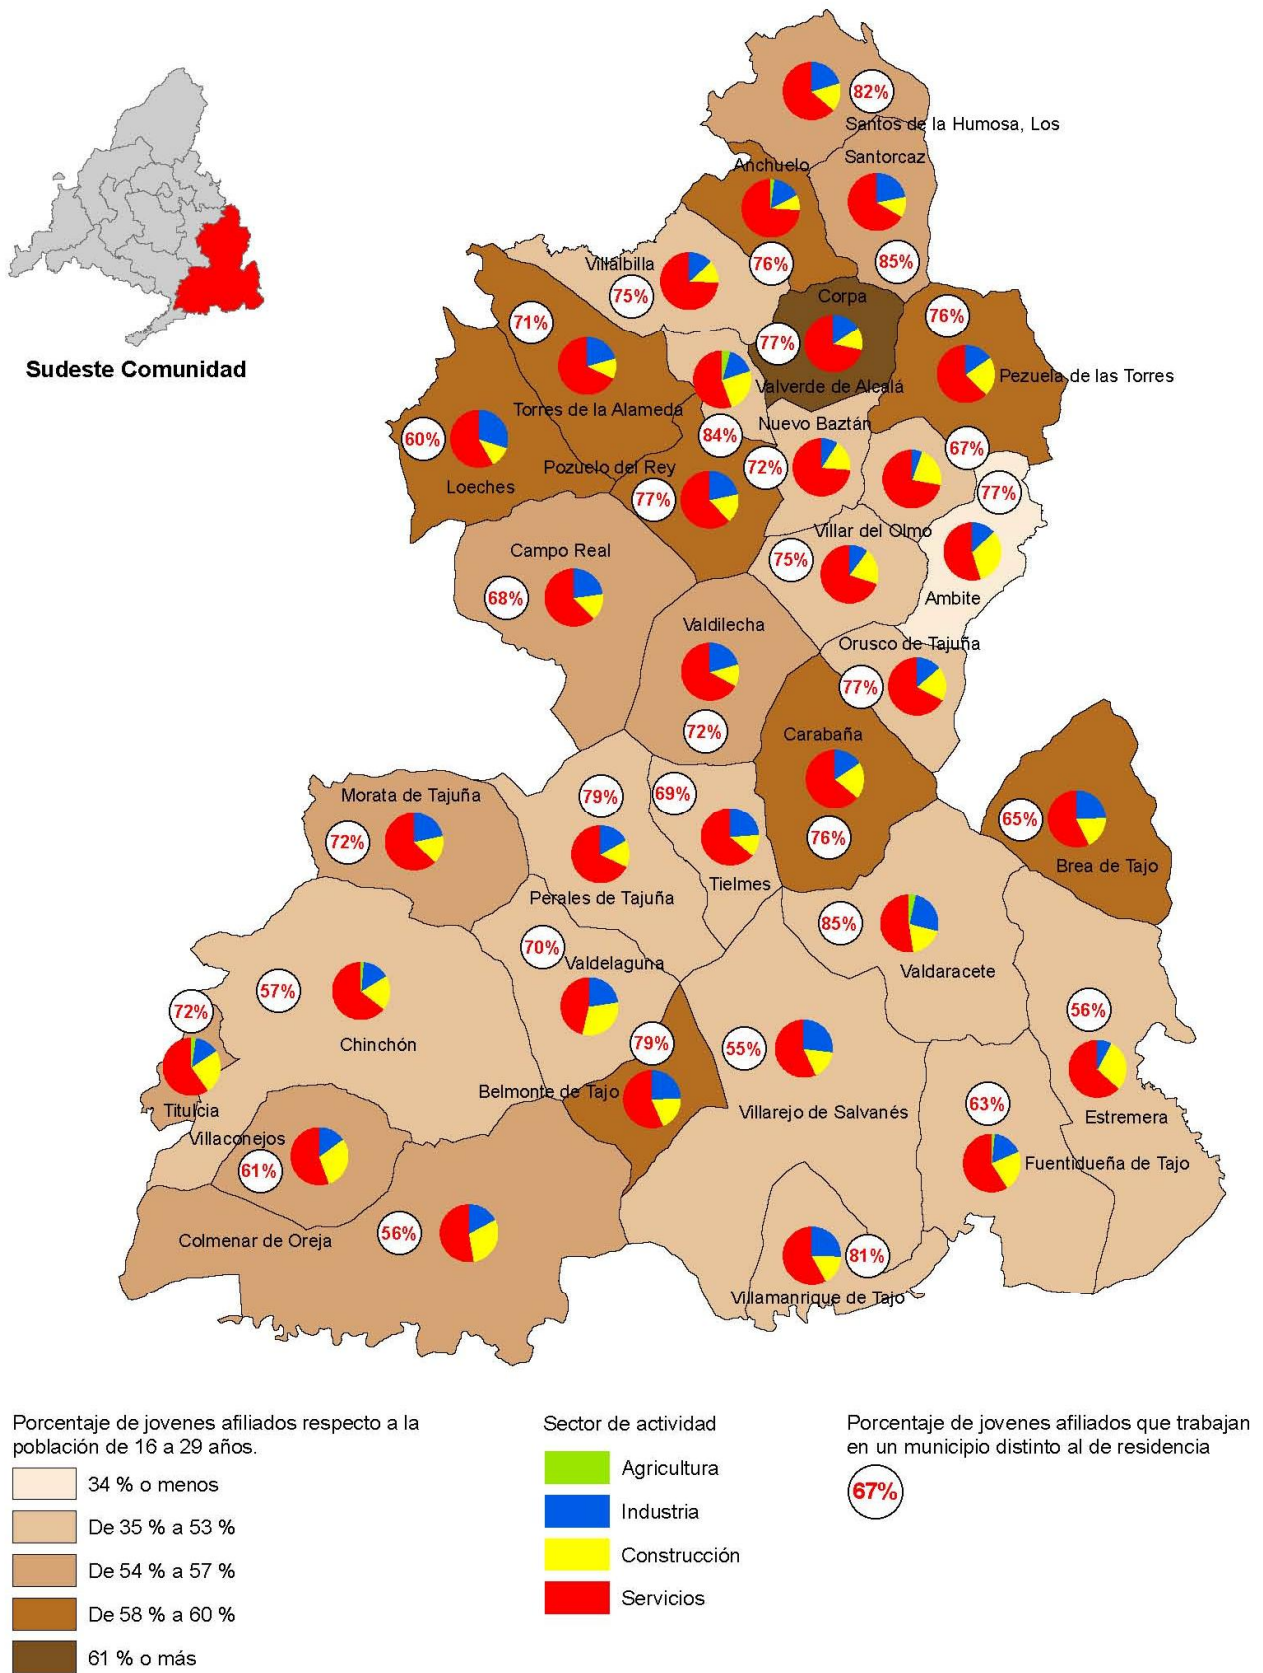 Sudeste Comunidad
82%
Santos de la Humosa, Los
Anchuelo
Santorcaz
76%
85%
Villalbilla
75%
71%
Corpa
77%
76%
Pezuela de las Torres
Torres de la Alameda
Valverde de Alcalá
84%
Nuevo Baztán
72%
67%
77%
60%
Loeches
Pozuelo del Rey
77%
Villar del Olmo
75%
Ambite
Campo Real
68%
Valdilecha
72%
Orusco de Tajuña
77%
Carabaña
76%
65%
Brea de Tajo
Morata de Tajuña
72%
79%
Perales de Tajuña
69%
Tielmes
85%
Valdaracete
70%
Valdelaguna
57%
Chinchón
72%
Titulcia
79%
Belmonte de Tajo
55%
Villarejo de Salvanés
56%
Estremera
63%
Fuentidueña de Tajo
Villaconejos
61%
56%
Colmenar de Oreja
81%
Villamanrique de Tajo
Porcentaje de jovenes afiliados respecto a la
población de 16 a 29 años.
34 % o menos
De 35 % a 53 %
De 54 % a 57 %
De 58 % a 60 %
61 % o más
Sector de actividad
Agricultura
Industria
Construcción
Servicios
Porcentaje de jovenes afiliados que trabajan
en un municipio distinto al de residencia
67%